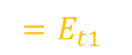 = E_{t1}